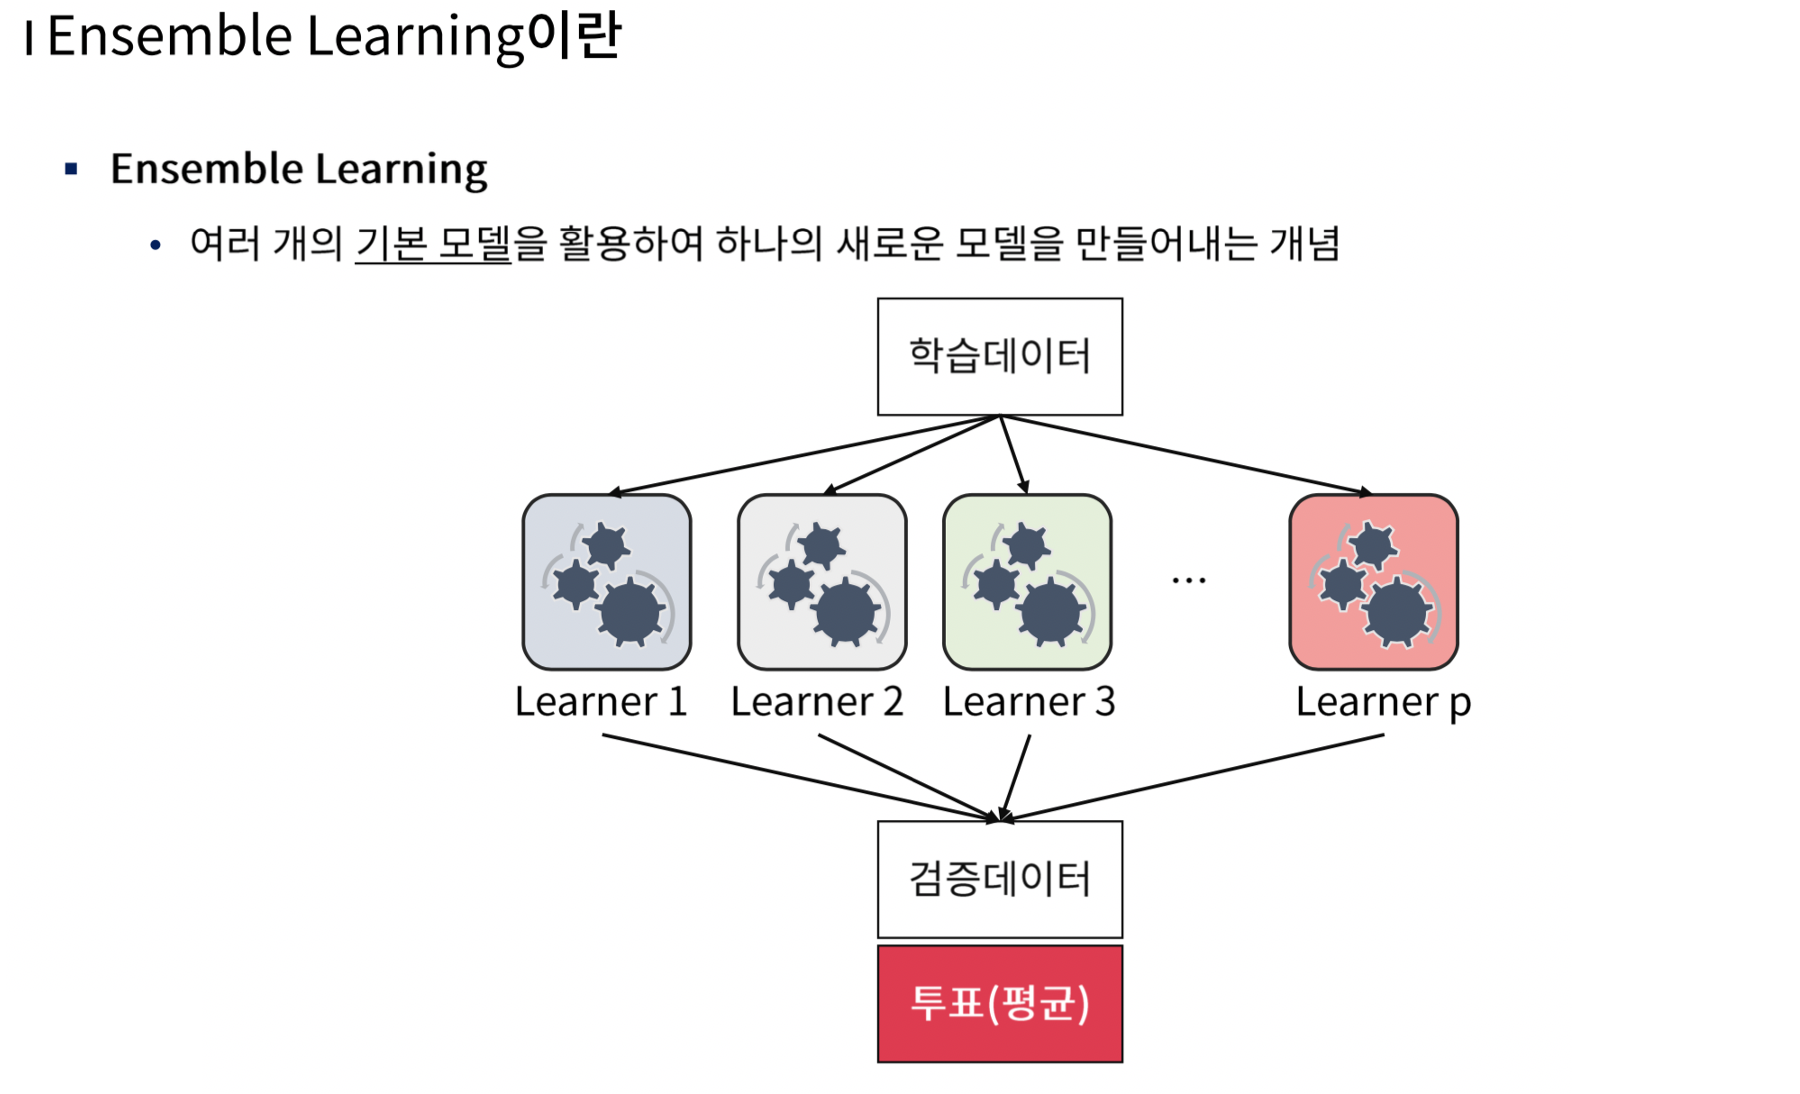 I Ensemble Learning이란
▪ Ensemble Learning
• 여러 개의 기본 모델을 활용하여 하나의 새로운 모델을 만들어내는 개념
학습데이터
...
Learner 1 Learner 2 Learner 3 Learner p
검증데이터
투표(평균)